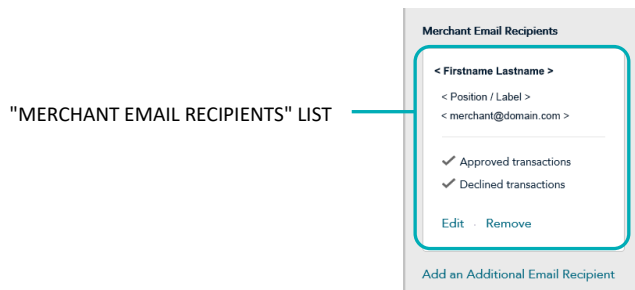 Merchant Email Recipients
< Firstname Lastname >
< Position / Label >
"MERCHANT EMAIL RECIPIENTS" LIST
< merchant@domain.com >
Approved transactions
Declined transactions
Edit · Remove
Add an Additional Email Recipient